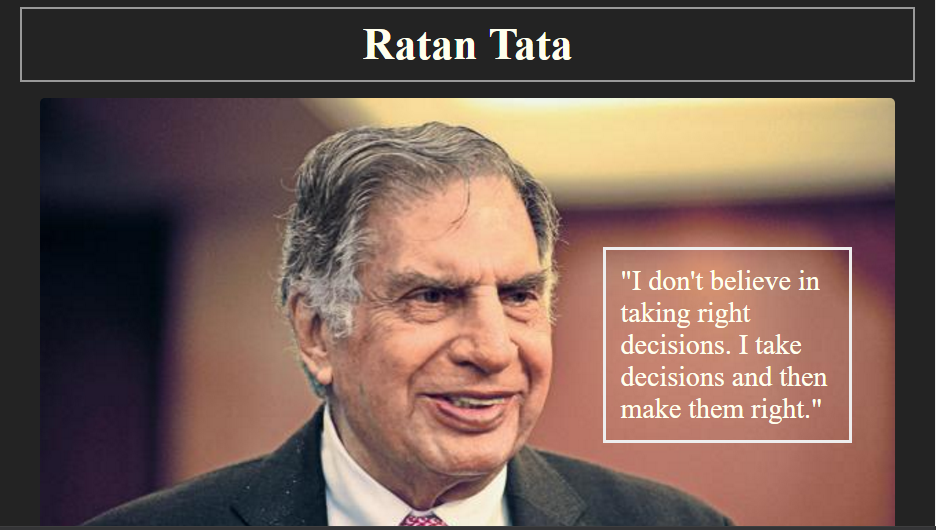 Ratan Tata
"I don't believe in
taking right
decisions. I take
decisions and then
make them right."